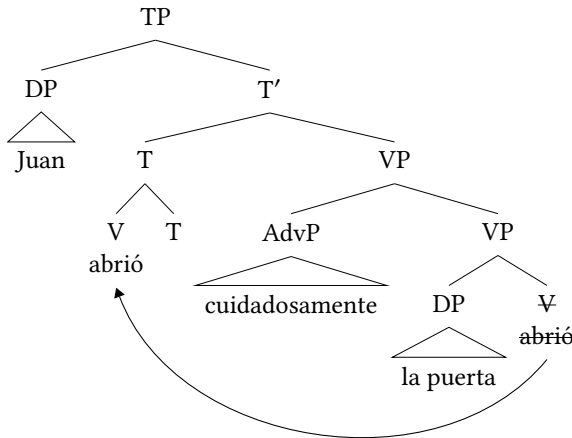 TP
DP T′
Juan T VP
V T AdvP VP
abrió cuidadosamente DP V
la puerta abrió